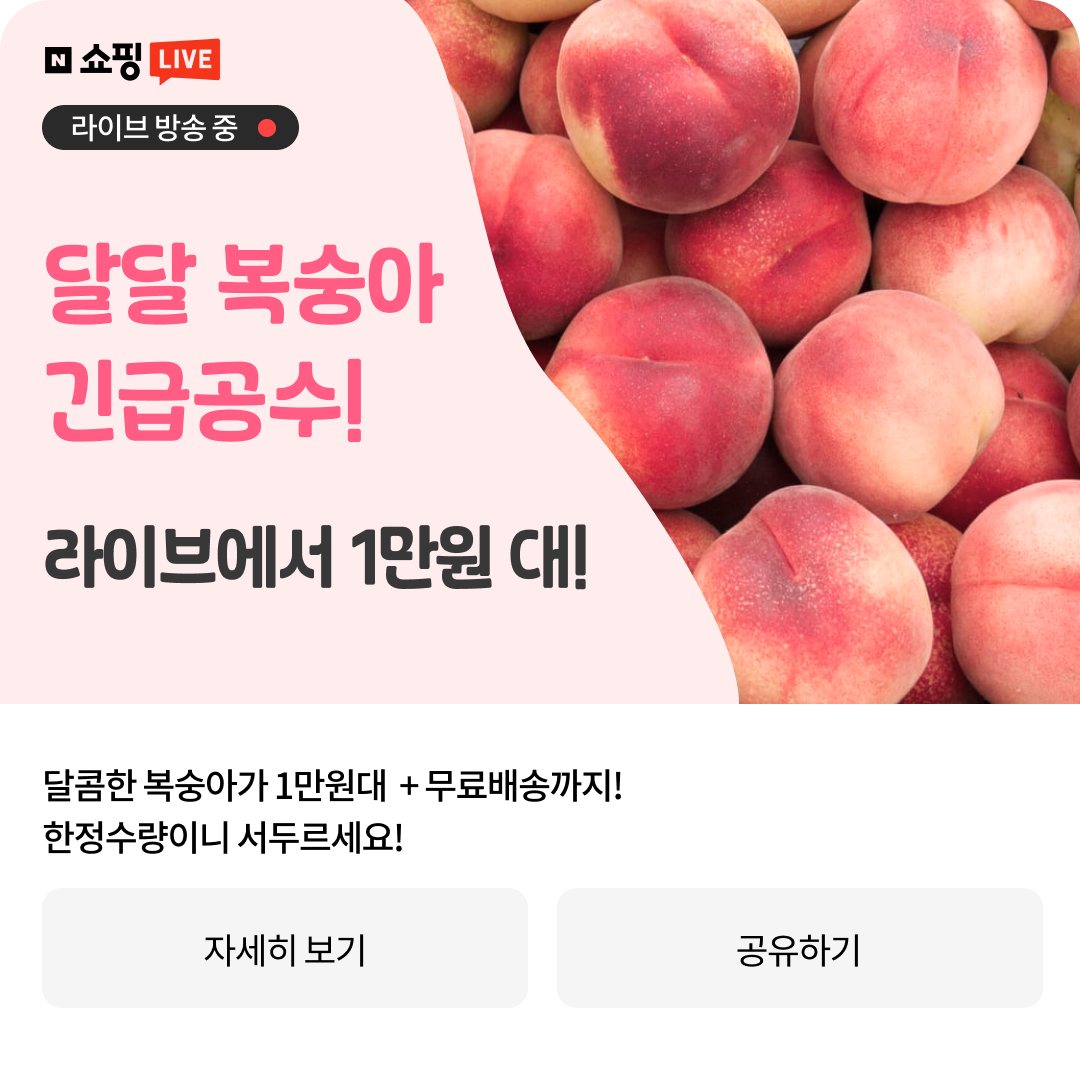 N 쇼핑 LIVE
라이브 방송 중
달달 복숭아
긴급공수!
라이브에서 1만원 대!
달콤한 복숭아가 1만원대 + 무료배송까지!
한정수량이니 서두르세요!
자세히 보기
공유하기